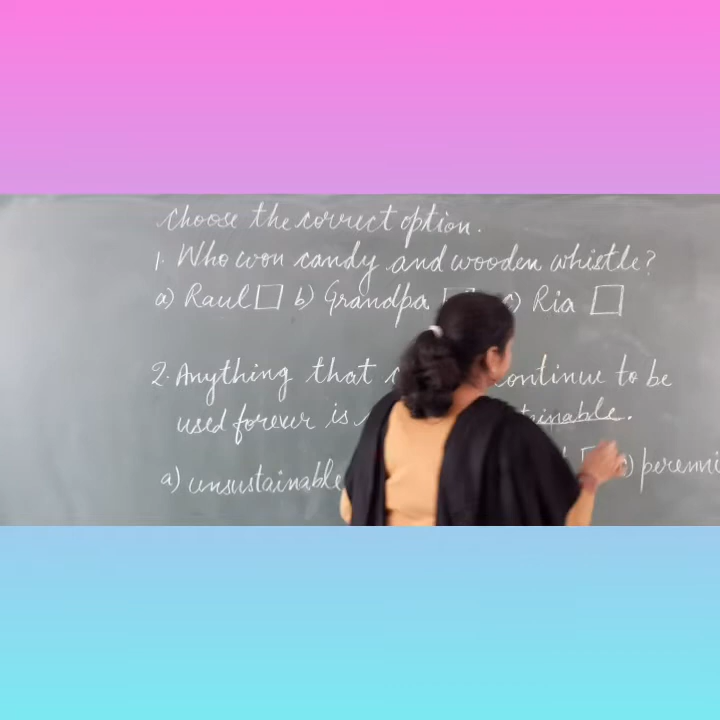 choose the correct option.
1. Who won candy and wooden whistle?
a) Raul b) Grandpa c) Ria
2. Anything that continue to be
used forever is
a) unsustainable